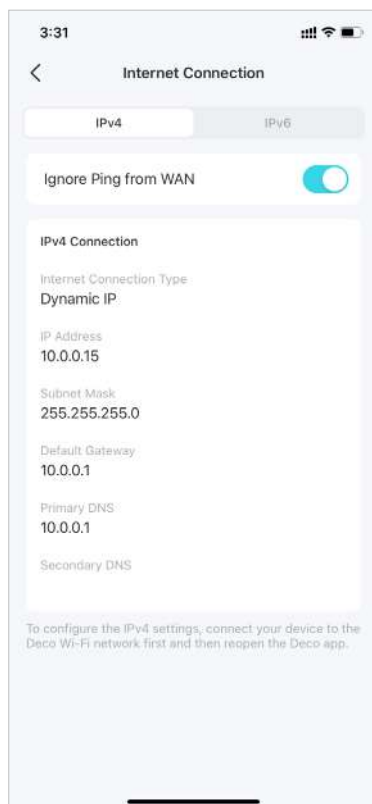 3:31
Internet Connection
IPv4
IPv6
Ignore Ping from WAN
IPv4 Connection
Internet Connection Type
Dynamic IP
IP Address
10.0.0.15
Subnet Mask
255.255.255.0
Default Gateway
10.0.0.1
Primary DNS
10.0.0.1
Secondary DNS
To configure the IPv4 settings, connect your device to the
Deco Wi-Fi network first and then reopen the Deco app.